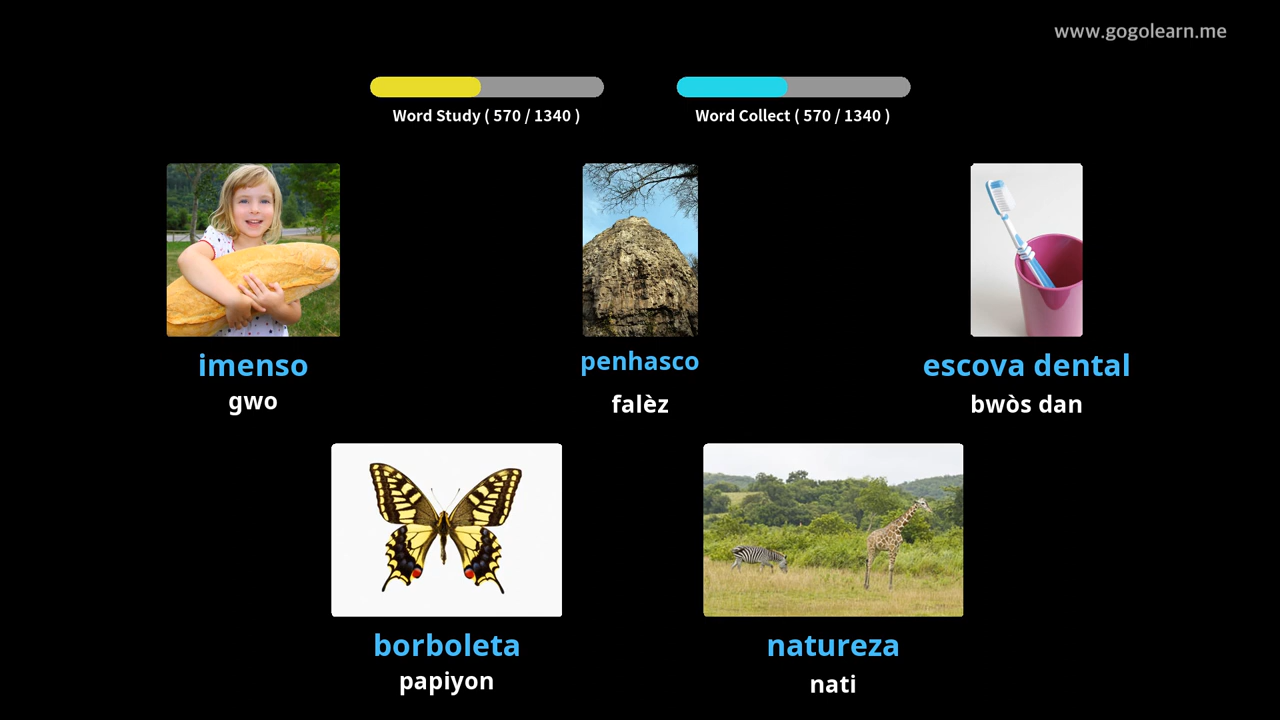 www.gogolearn.me
Word Study ( 570 / 1340 )
Word Collect ( 570 / 1340 )
imenso
gwo
penhasco
falèz
escova dental
bwòs dan
borboleta
papiyon
natureza
nati